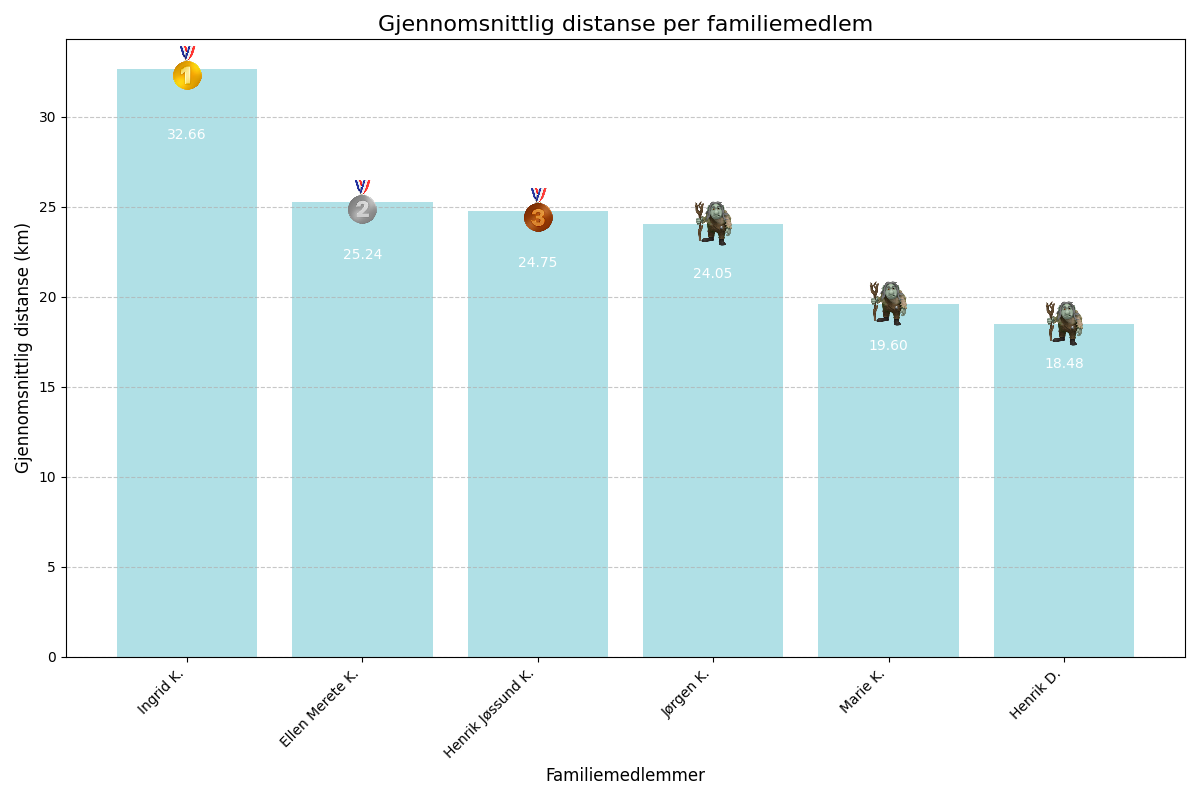 Gjennomsnittlig distanse per familiemedlem
Gjennomsnittlig distanse (km)
30
25
20
15
10
5
0
1
2
3
32.66
25.24
24.75
24.05
19.60
18.48
Ingrid K.
Ellen Merete K.
Henrik Jøssund K.
Jørgen K.
Marie K.
Henrik D.
Familiemedlemmer